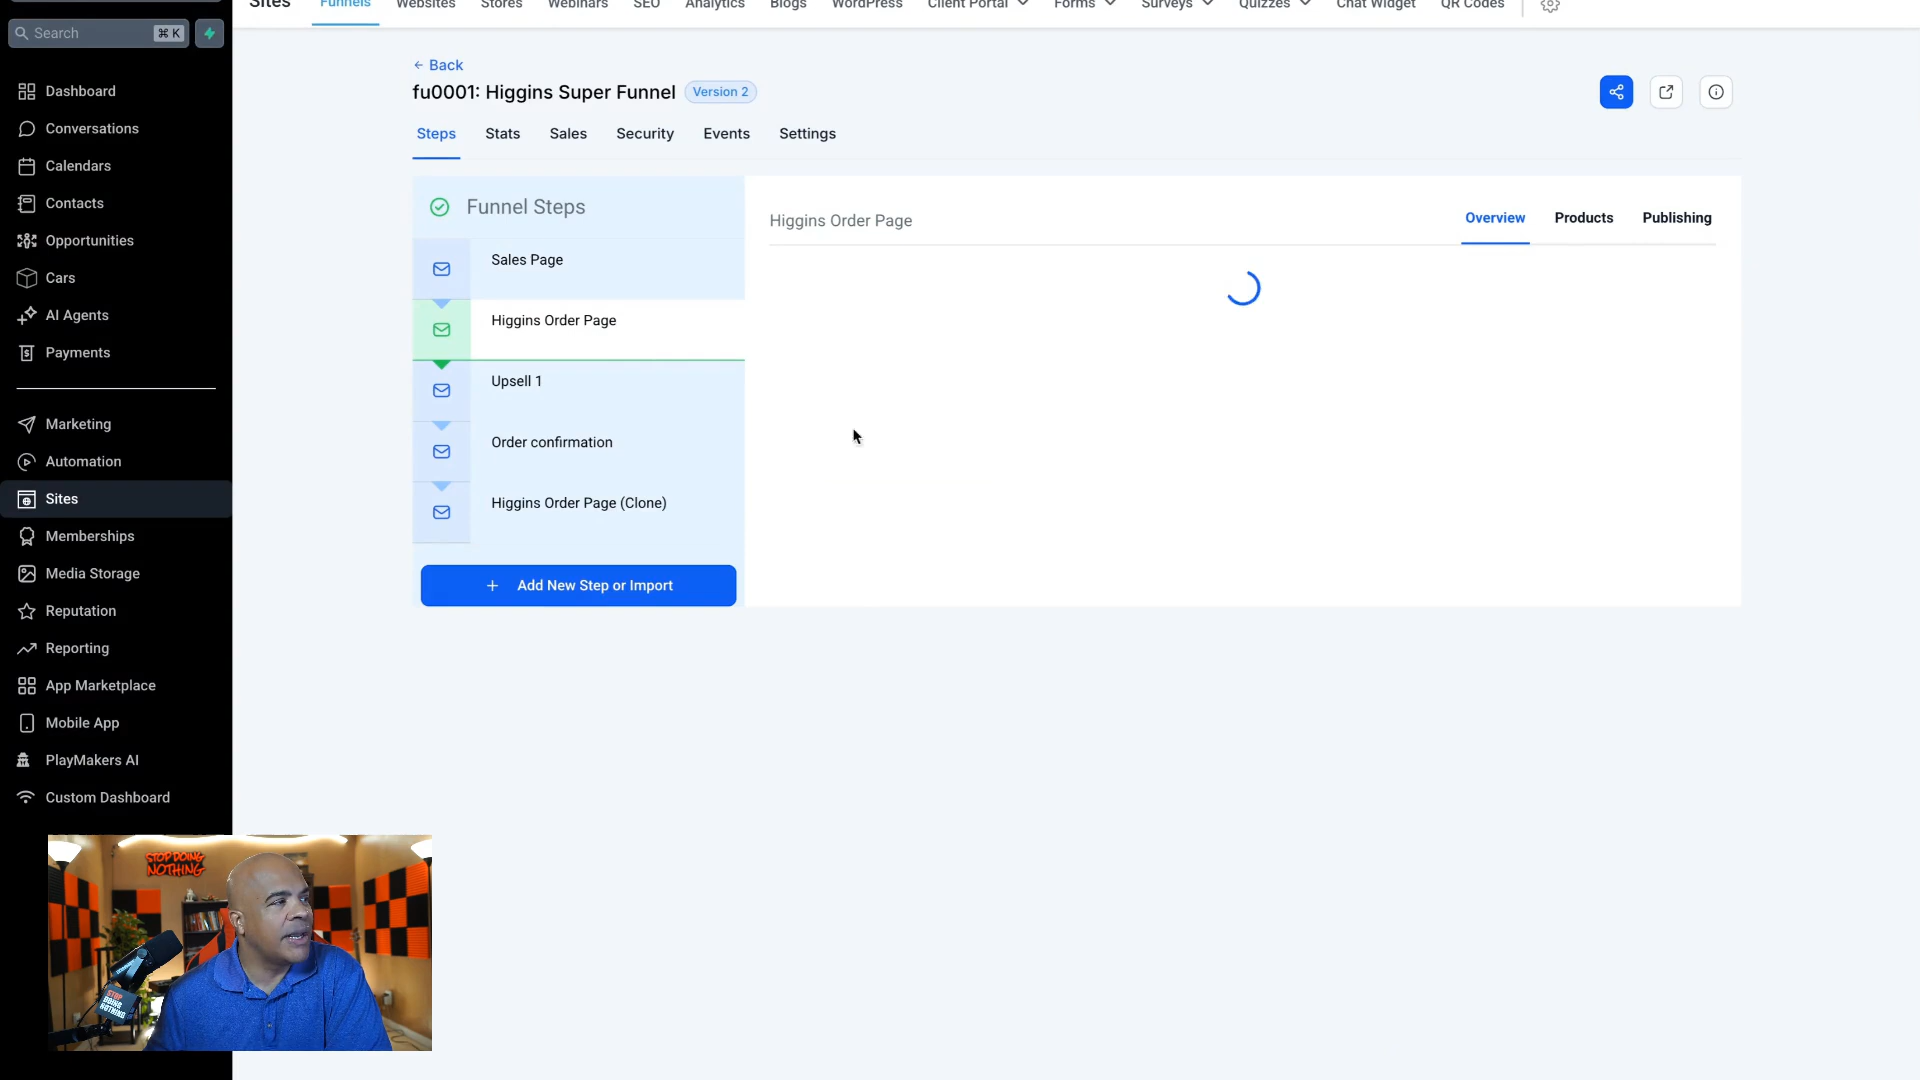 Sites Funnels Websites Stores Webinars SEO Analytics Blogs WordPress Client Portal Forms Surveys Quizzes Chat Widget QR Codes
Search ⌘ K
Dashboard
Conversations
Calendars
Contacts
Opportunities
Cars
AI Agents
Payments
Marketing
Automation
Sites
Memberships
Media Storage
Reputation
Reporting
App Marketplace
Mobile App
PlayMakers AI
Custom Dashboard
← Back
fu0001: Higgins Super Funnel Version 2
Steps Stats Sales Security Events Settings
Funnel Steps
Sales Page
Higgins Order Page
Upsell 1
Order confirmation
Higgins Order Page (Clone)
+ Add New Step or Import
Higgins Order Page
Overview Products Publishing
STOP DOING
NOTHING
STOP
DOING
NOTHING